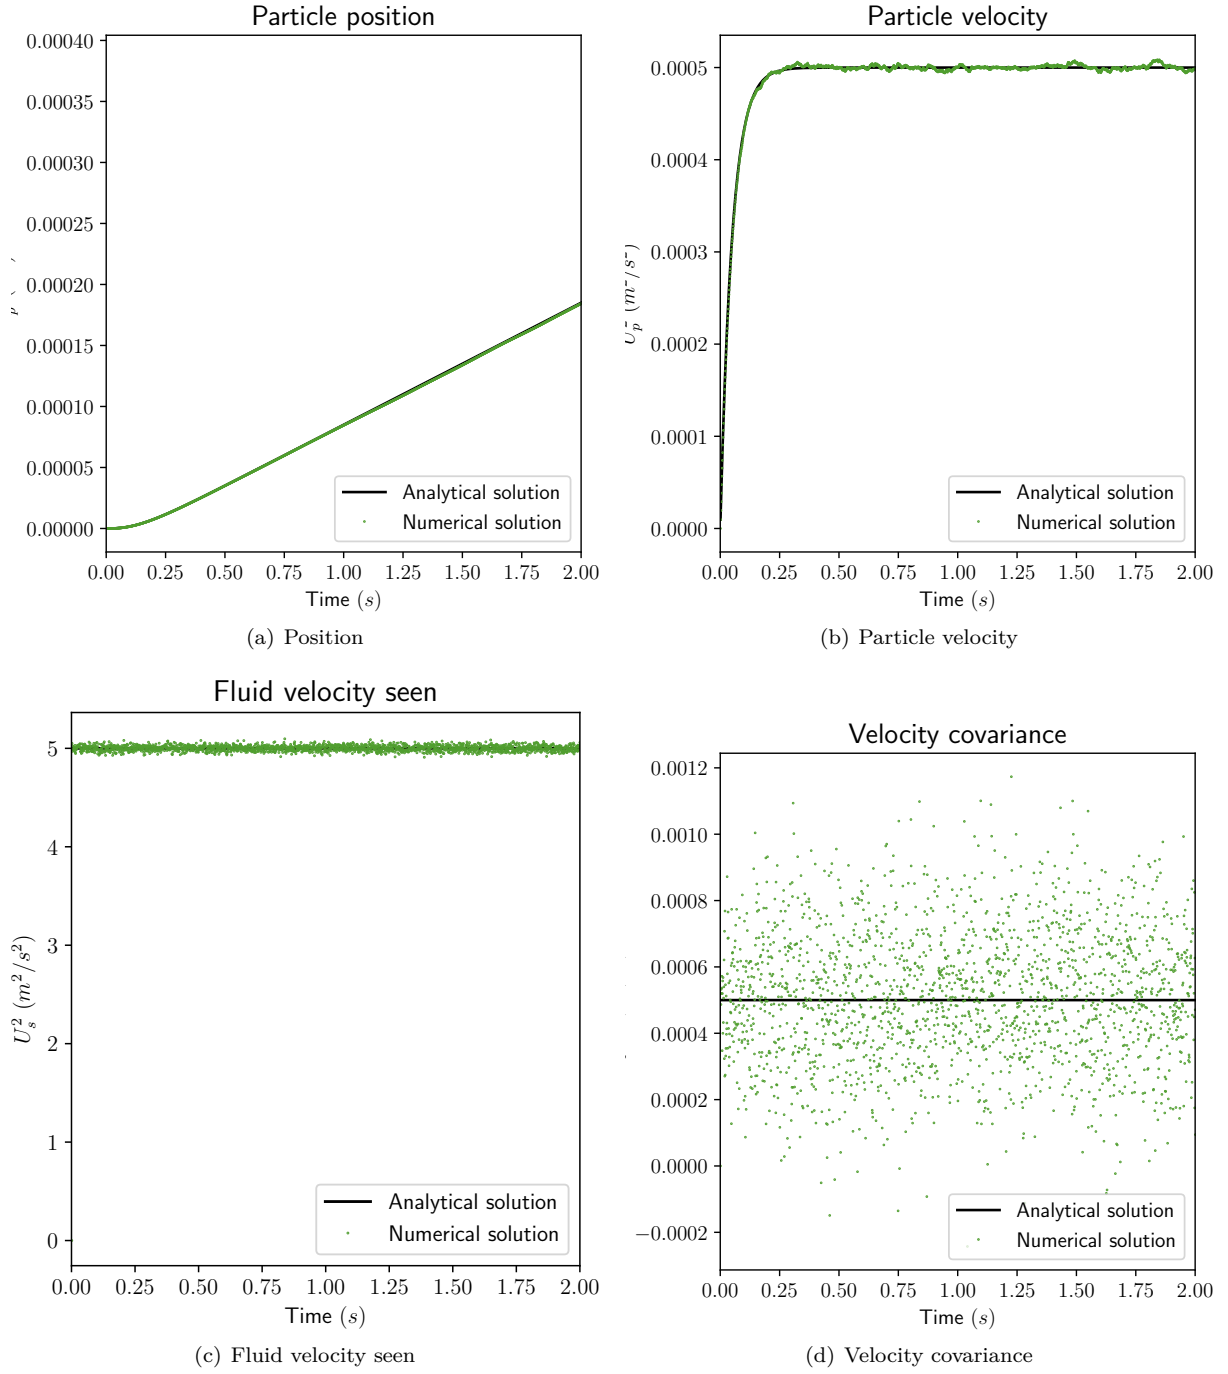 Particle position
0.00040
0.00035
0.00030
0.00025
0.00020
0.00015
0.00010
0.00005
0.00000
Analytical solution
Numerical solution
0.00 0.25 0.50 0.75 1.00 1.25 1.50 1.75 2.00
Time (s)
(a) Position
Particle velocity
0.0005
0.0004
0.0003
0.0002
0.0001
0.0000
Analytical solution
Numerical solution
0.00 0.25 0.50 0.75 1.00 1.25 1.50 1.75 2.00
Time (s)
(b) Particle velocity
Fluid velocity seen
U_s^2 (m^2/s^2)
5
4
3
2
1
0
Analytical solution
Numerical solution
0.00 0.25 0.50 0.75 1.00 1.25 1.50 1.75 2.00
Time (s)
(c) Fluid velocity seen
Velocity covariance
0.0012
0.0010
0.0008
0.0006
0.0004
0.0002
0.0000
−0.0002
Analytical solution
Numerical solution
0.00 0.25 0.50 0.75 1.00 1.25 1.50 1.75 2.00
Time (s)
(d) Velocity covariance